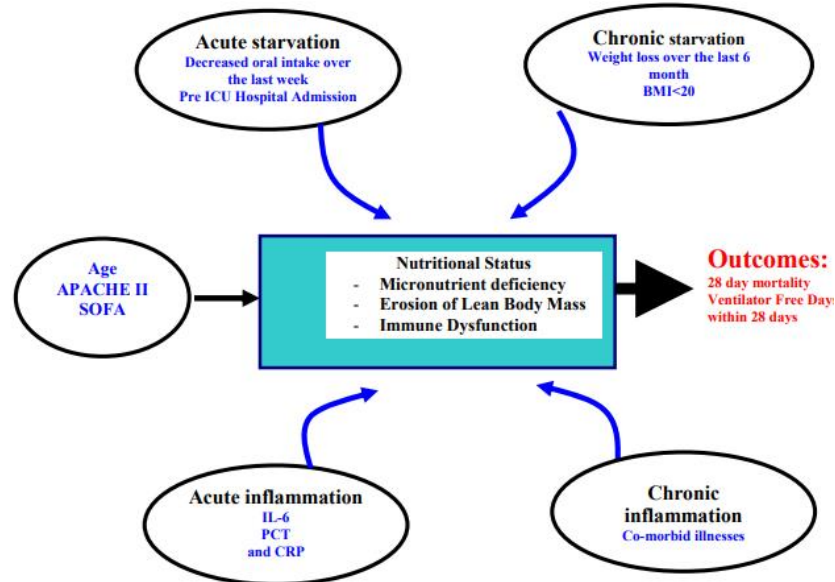 Acute starvation
Decreased oral intake over
the last week
Pre ICU Hospital Admission
Chronic starvation
Weight loss over the last 6
month
BMI<20
Age
APACHE II
SOFA
Nutritional Status
- Micronutrient deficiency
- Erosion of Lean Body Mass
- Immune Dysfunction
Outcomes:
28 day mortality
Ventilator Free Days
within 28 days
Acute inflammation
IL-6
PCT
and CRP
Chronic
inflammation
Co-morbid illnesses